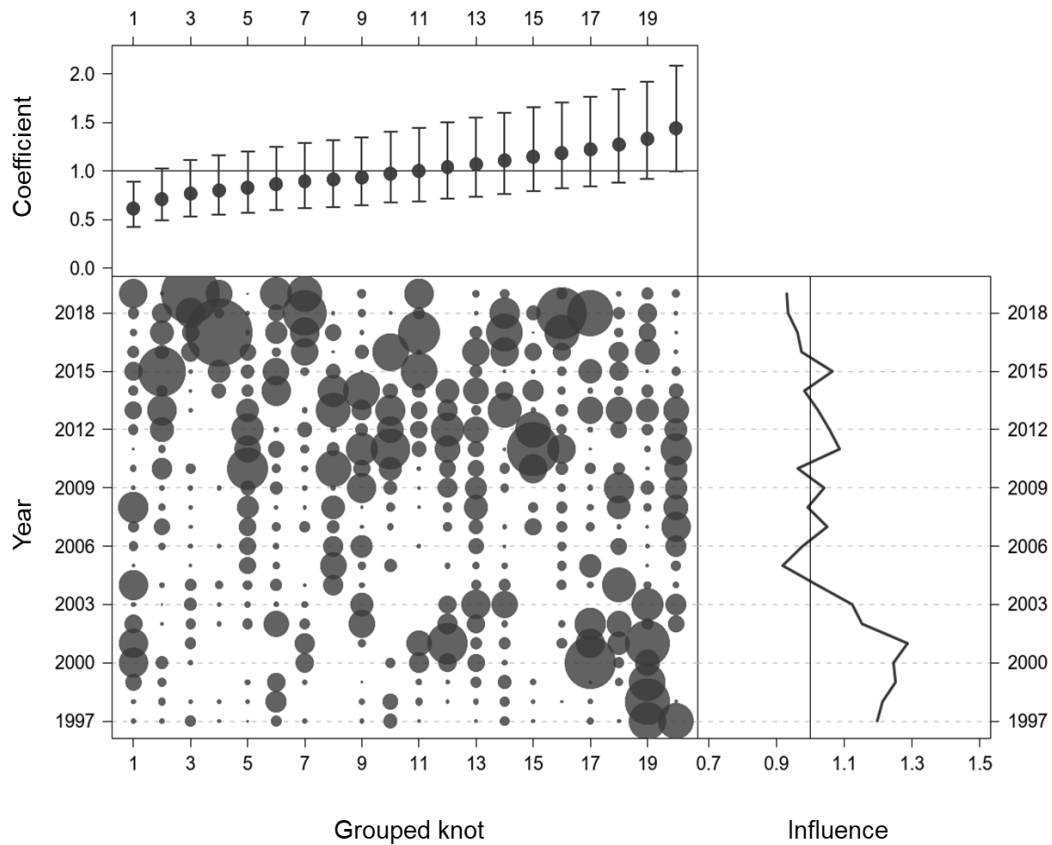 1 3 5 7 9 11 13 15 17 19
Coefficient
2.0
1.5
1.0
0.5
0.0
Year
2018 2018
2015 2015
2012 2012
2009 2009
2006 2006
2003 2003
2000 2000
1997 1997
1 3 5 7 9 11 13 15 17 19 0.7 0.9 1.1 1.3 1.5
Grouped knot Influence